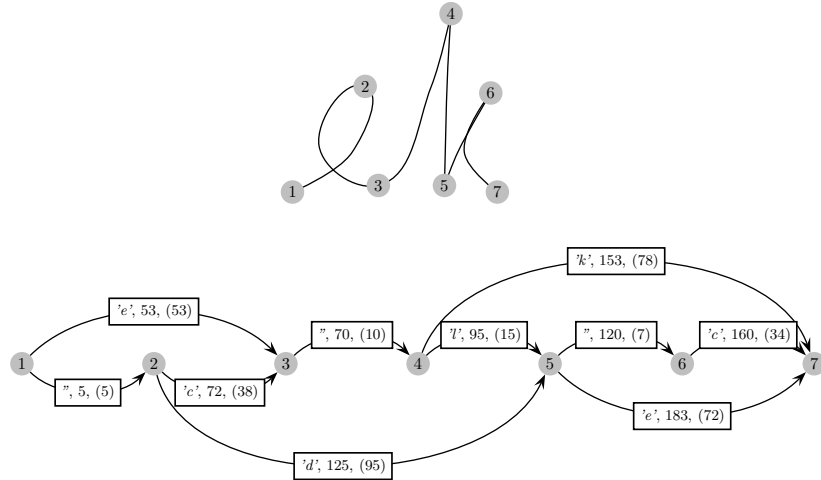 4
2
6
1
3
5
7
'k', 153, (78)
'e', 53, (53)
'', 70, (10)
'l', 95, (15)
'', 120, (7)
'c', 160, (34)
1
2
3
4
5
6
7
'', 5, (5)
'c', 72, (38)
'e', 183, (72)
'd', 125, (95)